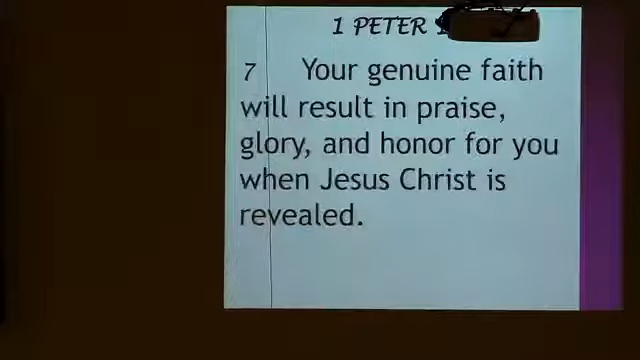 1 PETER
7 Your genuine faith
will result in praise,
glory, and honor for you
when Jesus Christ is
revealed.